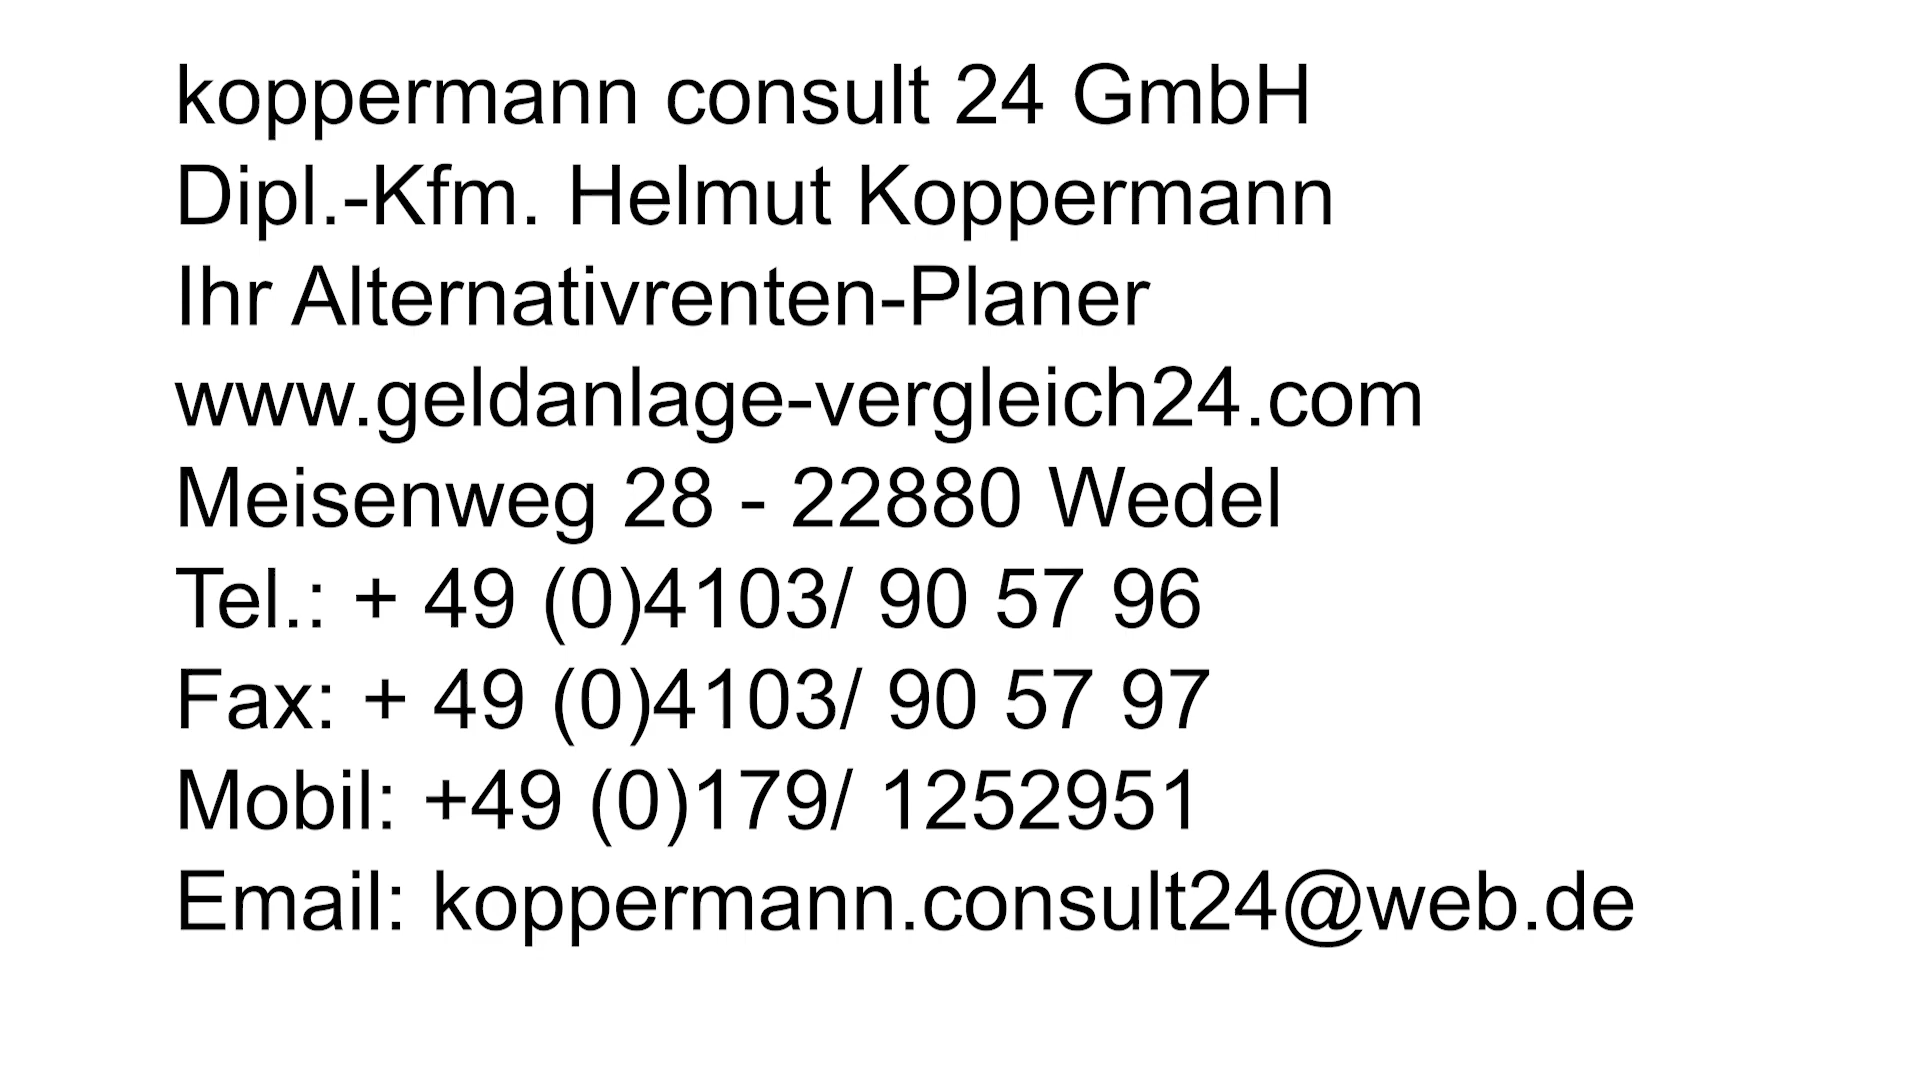 koppermann consult 24 GmbH
Dipl.-Kfm. Helmut Koppermann
Ihr Alternativrenten-Planer
www.geldanlage-vergleich24.com
Meisenweg 28 - 22880 Wedel
Tel.: + 49 (0)4103/ 90 57 96
Fax: + 49 (0)4103/ 90 57 97
Mobil: +49 (0)179/ 1252951
Email: koppermann.consult24@web.de